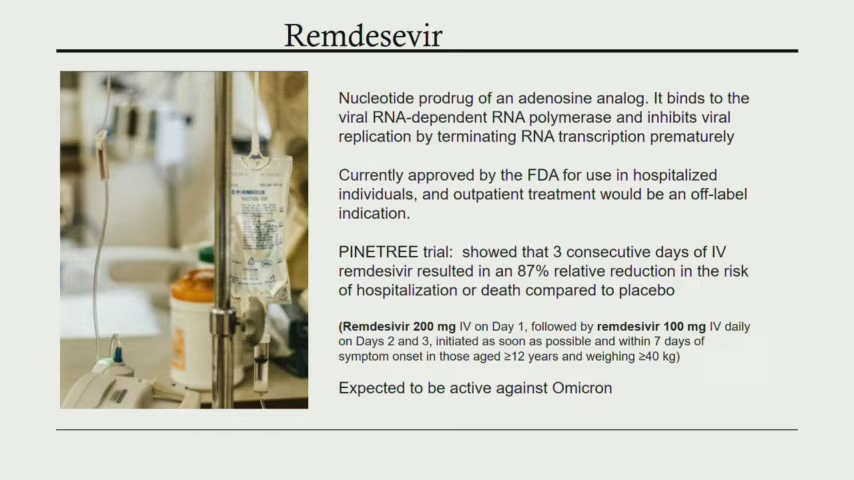 Remdesevir
Nucleotide prodrug of an adenosine analog. It binds to the
viral RNA-dependent RNA polymerase and inhibits viral
replication by terminating RNA transcription prematurely
Currently approved by the FDA for use in hospitalized
individuals, and outpatient treatment would be an off-label
indication.
PINETREE trial:  showed that 3 consecutive days of IV
remdesivir resulted in an 87% relative reduction in the risk
of hospitalization or death compared to placebo
(Remdesivir 200 mg IV on Day 1, followed by remdesivir 100 mg IV daily
on Days 2 and 3, initiated as soon as possible and within 7 days of
symptom onset in those aged ≥12 years and weighing ≥40 kg)
Expected to be active against Omicron